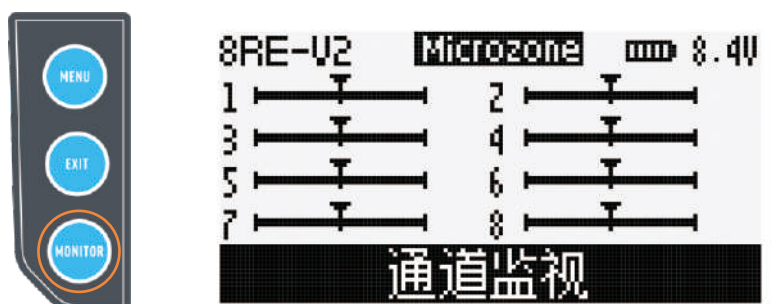 MENU
EXIT
MONITOR
8RE-V2 Microzone 8.4V
1 2
3 4
5 6
7 8
通道监视